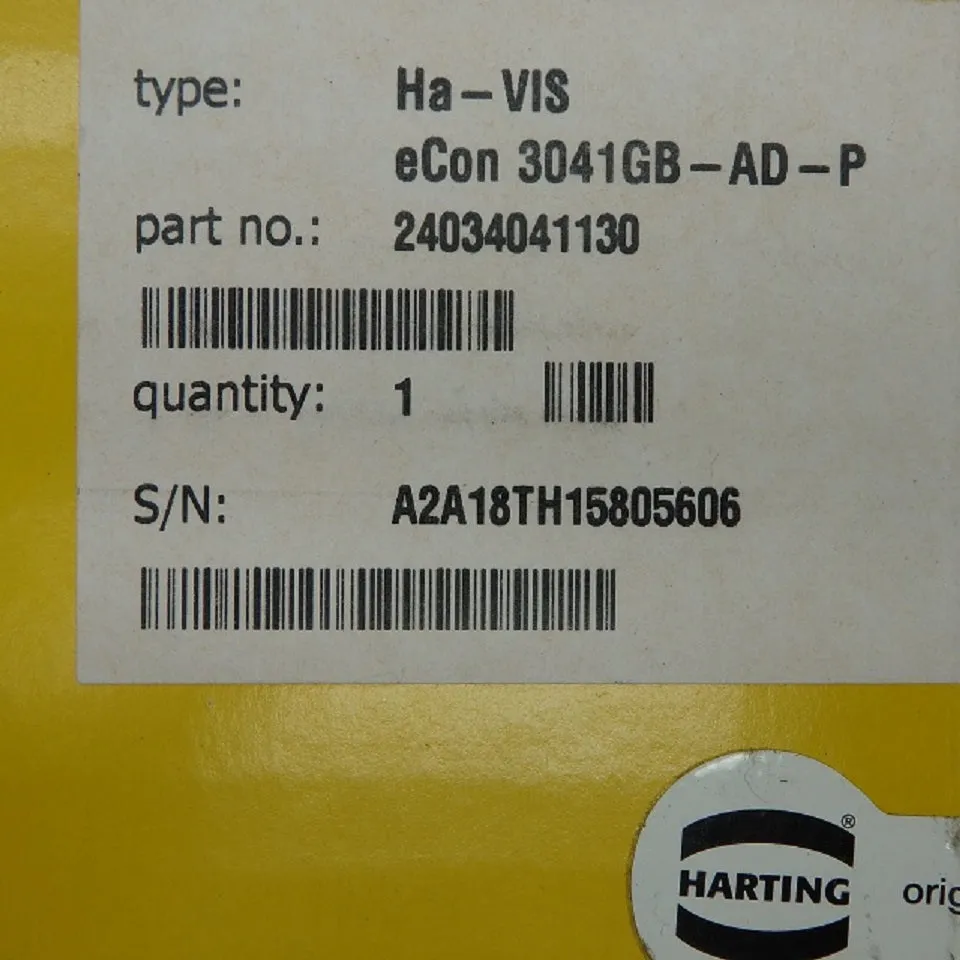 type: Ha-VIS
eCon 3041GB-AD-P
part no.: 24034041130
quantity: 1
S/N: A2A18TH15805606
HARTING®